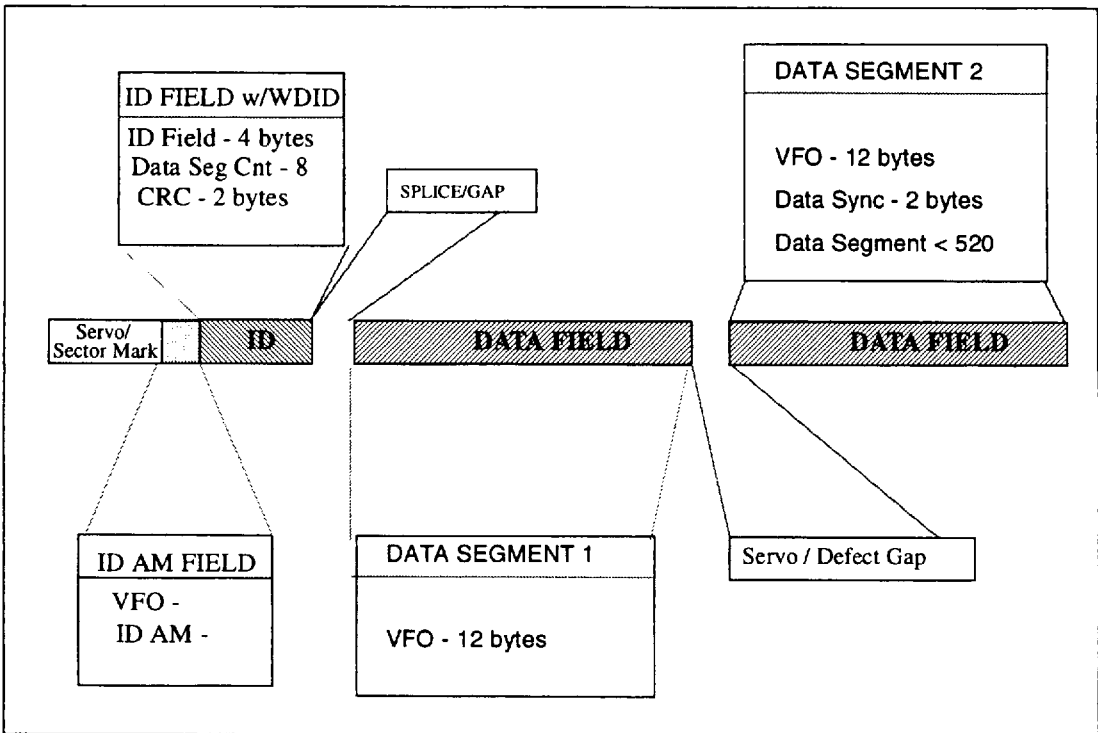 DATA SEGMENT 2
VFO - 12 bytes
Data Sync - 2 bytes
Data Segment < 520
ID FIELD w/WDID
ID Field - 4 bytes
Data Seg Cnt - 8
CRC - 2 bytes
SPLICE/GAP
Servo/
Sector Mark
ID
DATA FIELD
DATA FIELD
ID AM FIELD
VFO -
ID AM -
DATA SEGMENT 1
VFO - 12 bytes
Servo / Defect Gap